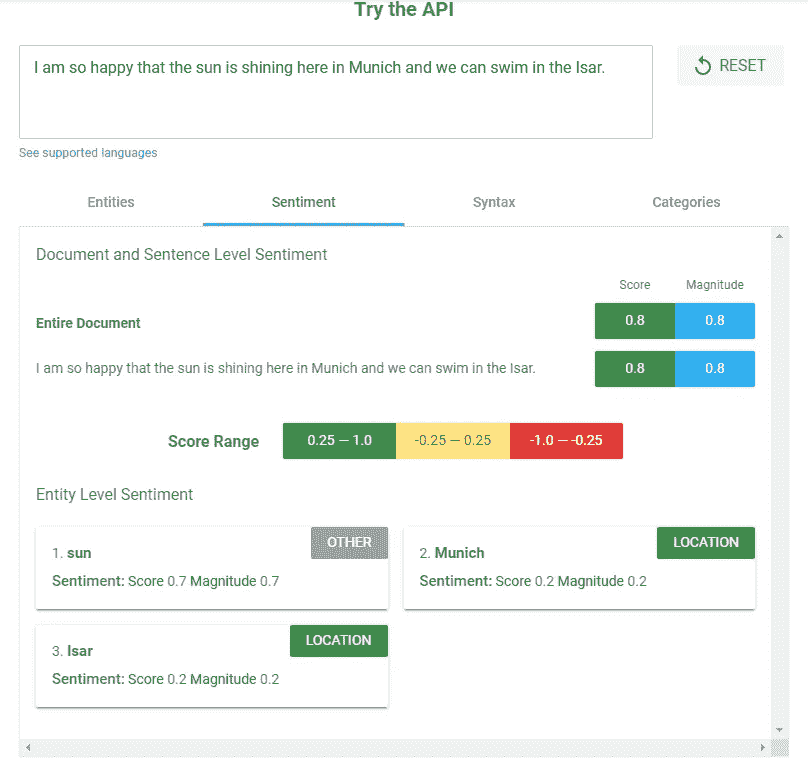 Try the API
I am so happy that the sun is shining here in Munich and we can swim in the Isar.
RESET
See supported languages
Entities Sentiment Syntax Categories
Document and Sentence Level Sentiment
Score Magnitude
Entire Document 0.8 0.8
I am so happy that the sun is shining here in Munich and we can swim in the Isar. 0.8 0.8
Score Range 0.25 — 1.0 -0.25 — 0.25 -1.0 — -0.25
Entity Level Sentiment
1. sun OTHER
Sentiment: Score 0.7 Magnitude 0.7
2. Munich LOCATION
Sentiment: Score 0.2 Magnitude 0.2
3. Isar LOCATION
Sentiment: Score 0.2 Magnitude 0.2